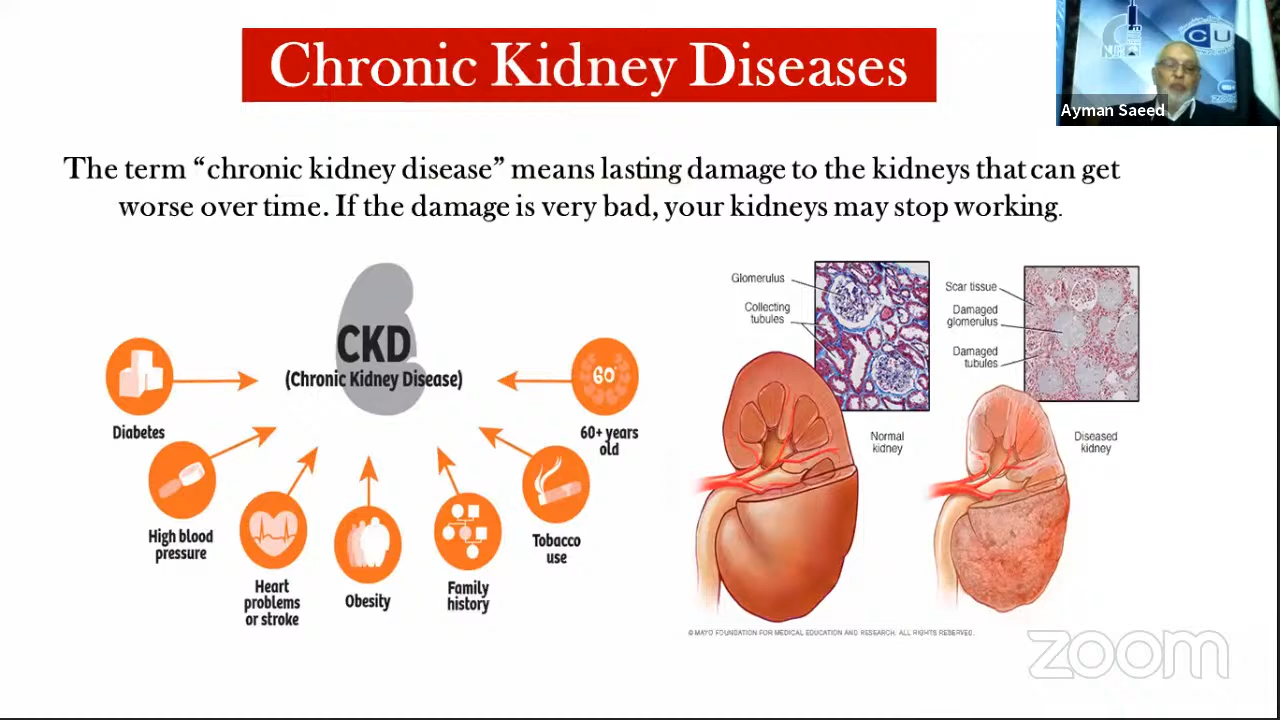 Chronic Kidney Diseases
CU
Ayman Saeed
The term “chronic kidney disease” means lasting damage to the kidneys that can get
worse over time. If the damage is very bad, your kidneys may stop working.
CKD
(Chronic Kidney Disease)
Diabetes
High blood
pressure
Heart
problems
or stroke
Obesity
Family
history
Tobacco
use
60
60+ years
old
Glomerulus
Collecting
tubules
Normal
kidney
Scar tissue
Damaged
glomerulus
Damaged
tubules
Diseased
kidney
© MAYO FOUNDATION FOR MEDICAL EDUCATION AND RESEARCH. ALL RIGHTS RESERVED.
zoom